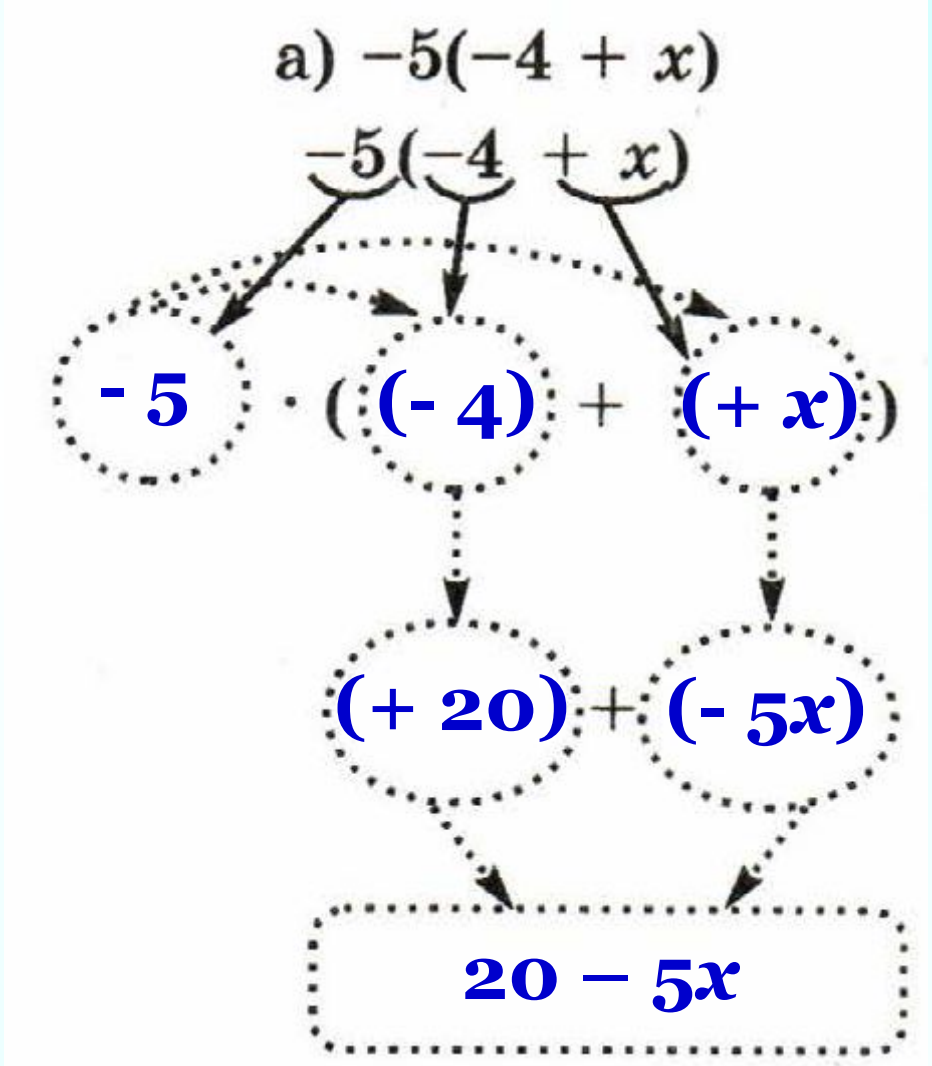 a) −5(−4 + x)
−5(−4 + x)
- 5 · ( (- 4) + (+ x) )
(+ 20) + (- 5x)
20 – 5x